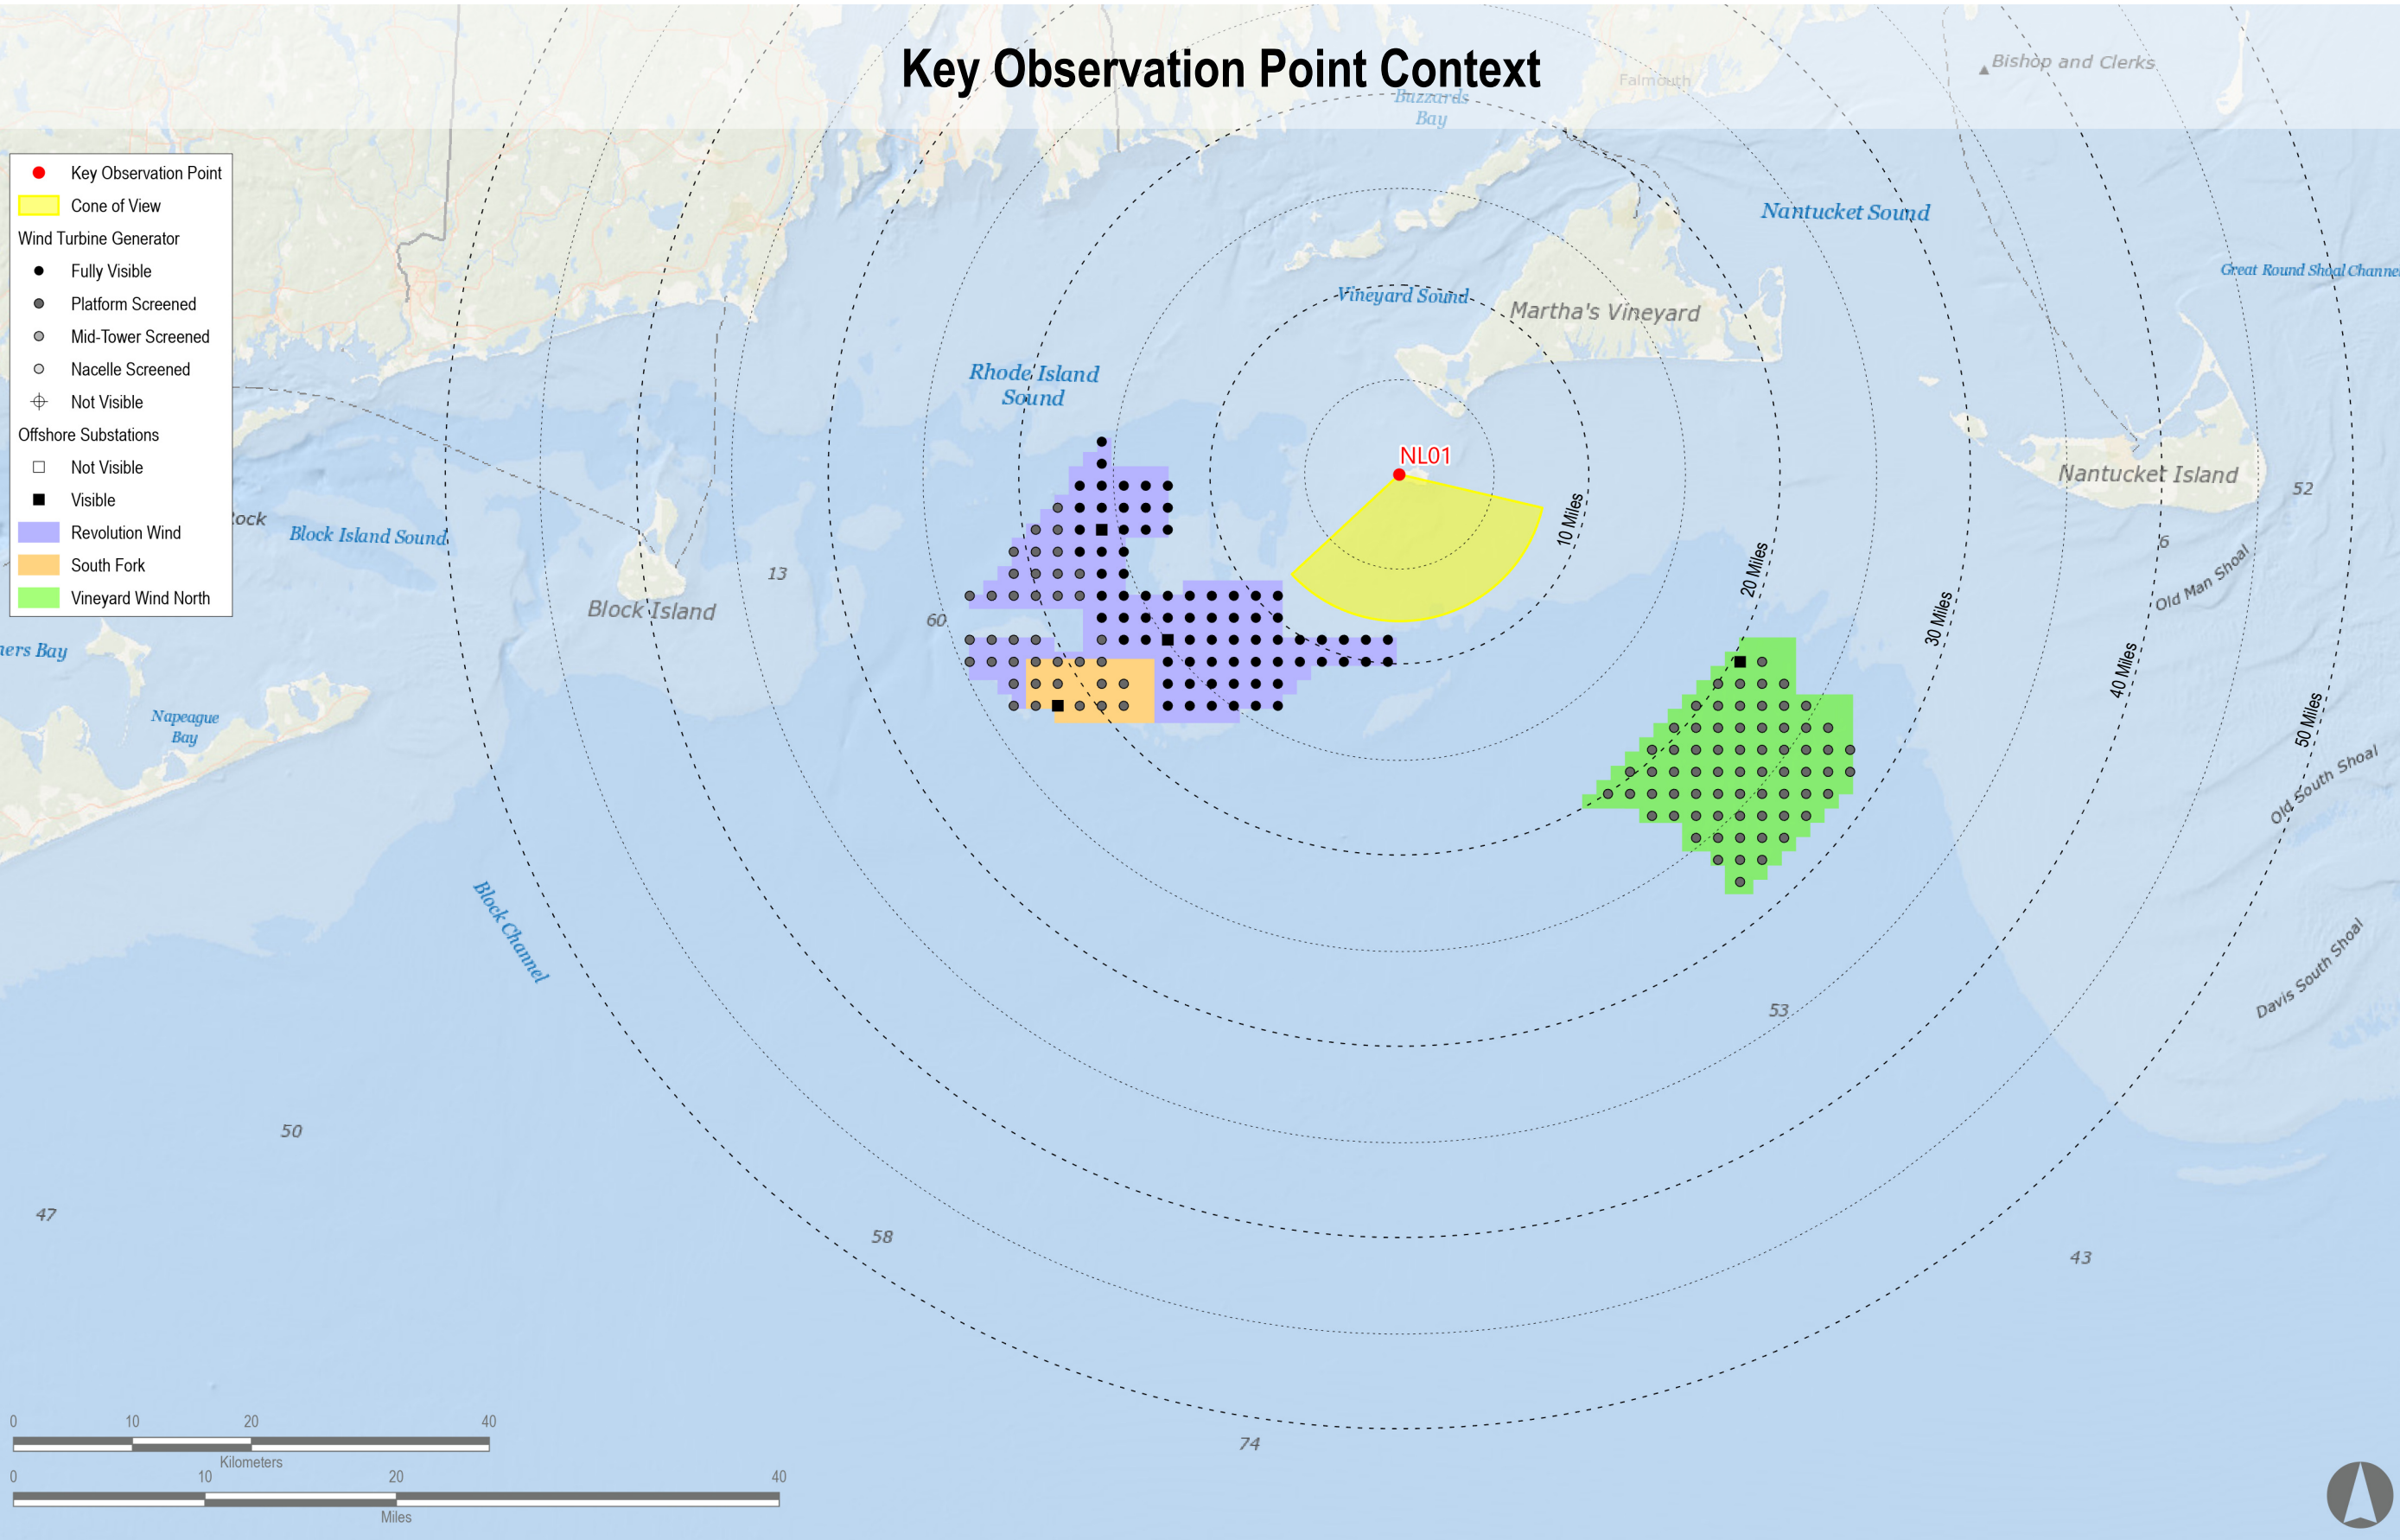 Key Observation Point Context
Bishop and Clerks
Falmouth
Buzzards
Bay
Key Observation Point
Cone of View
Wind Turbine Generator
Fully Visible
Platform Screened
Mid-Tower Screened
Nacelle Screened
Not Visible
Offshore Substations
Not Visible
Visible
Revolution Wind
South Fork
Vineyard Wind North
Nantucket Sound
Great Round Shoal Channe
Vineyard Sound
Martha's Vineyard
Rhode Island
Sound
NL01
Nantucket Island
52
10 Miles
20 Miles
30 Miles
40 Miles
50 Miles
6
Old Man Shoal
Old South Shoal
Davis South Shoal
ock
Block Island Sound
13
Block Island
60
ners Bay
Napeague
Bay
Block Channel
53
50
47
58
43
74
0 10 20 40
Kilometers
0 10 20 40
Miles